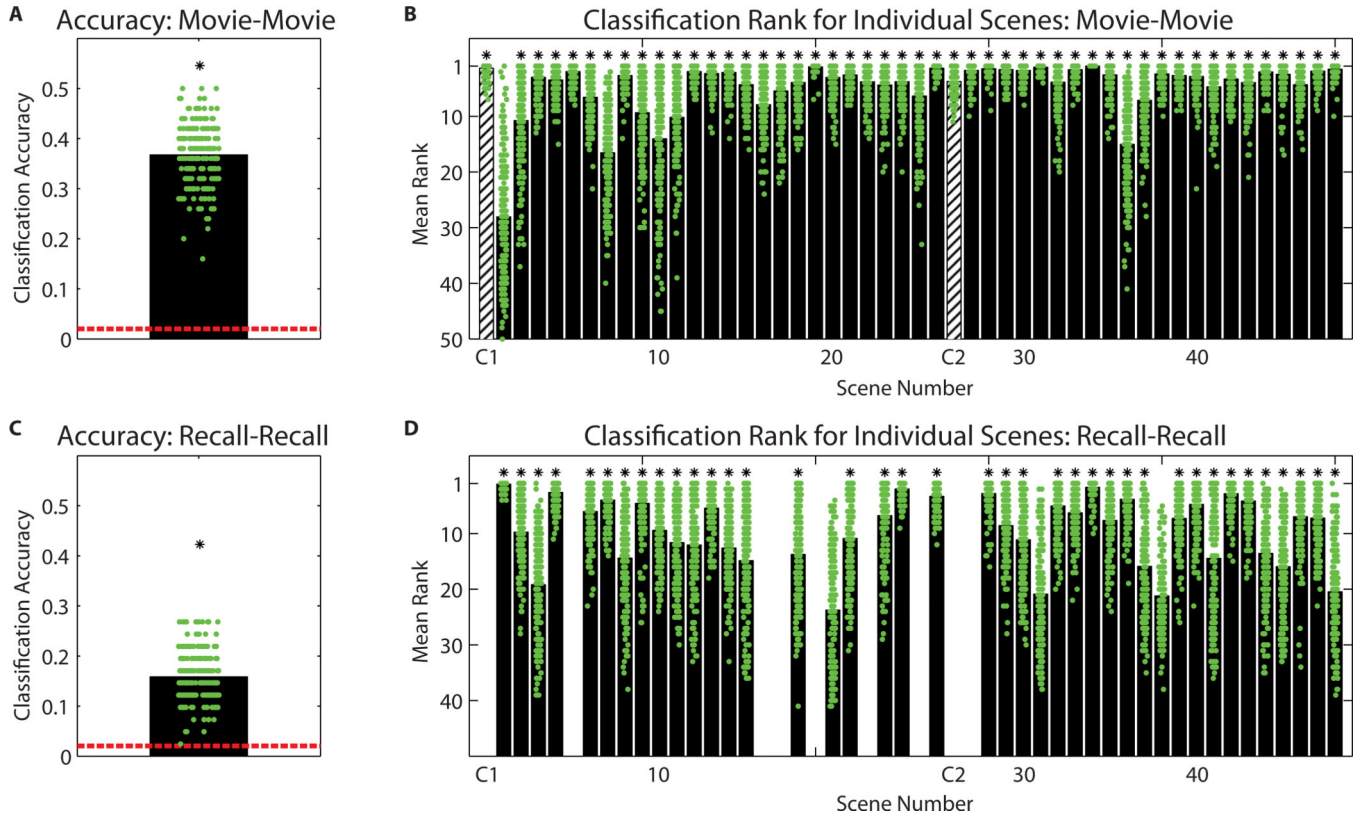 A Accuracy: Movie-Movie
Classification Accuracy
0.5
0.4
0.3
0.2
0.1
0
*
B Classification Rank for Individual Scenes: Movie-Movie
* * * * * * * * * * * * * * * * * * * * * * * * * * * * * * * * * * * * * * * * * * * * * * * * *
Mean Rank
1
10
20
30
40
50
C1 10 20 C2 30 40
Scene Number
C Accuracy: Recall-Recall
Classification Accuracy
0.5
0.4
0.3
0.2
0.1
0
*
D Classification Rank for Individual Scenes: Recall-Recall
* * * * * * * * * * * * * * * * * * * * * * * * * * * * * * * * * * * * *
Mean Rank
1
10
20
30
40
C1 10 C2 30 40
Scene Number